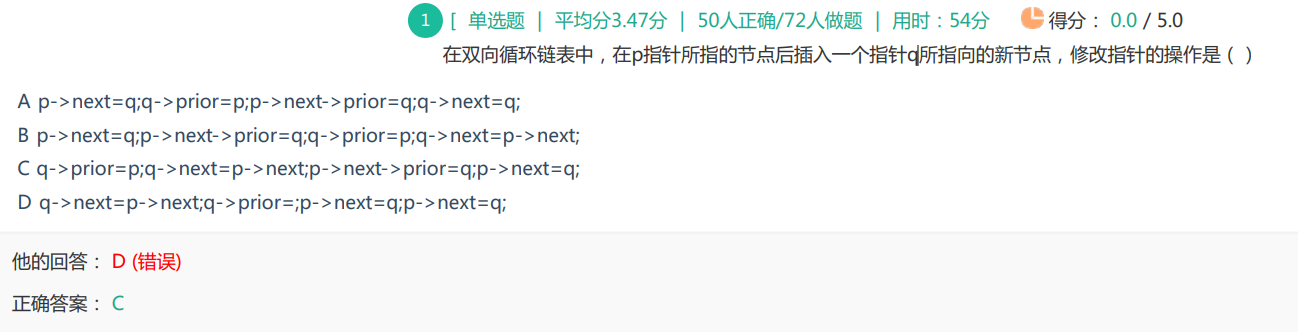 1 [ 单选题 | 平均分3.47分 | 50人正确/72人做题 | 用时：54分 得分： 0.0 / 5.0
在双向循环链表中，在p指针所指的节点后插入一个指针q所指向的新节点，修改指针的操作是（ ）
A p->next=q;q->prior=p;p->next->prior=q;q->next=q;
B p->next=q;p->next->prior=q;q->prior=p;q->next=p->next;
C q->prior=p;q->next=p->next;p->next->prior=q;p->next=q;
D q->next=p->next;q->prior=;p->next=q;p->next=q;
他的回答： D (错误)
正确答案： C